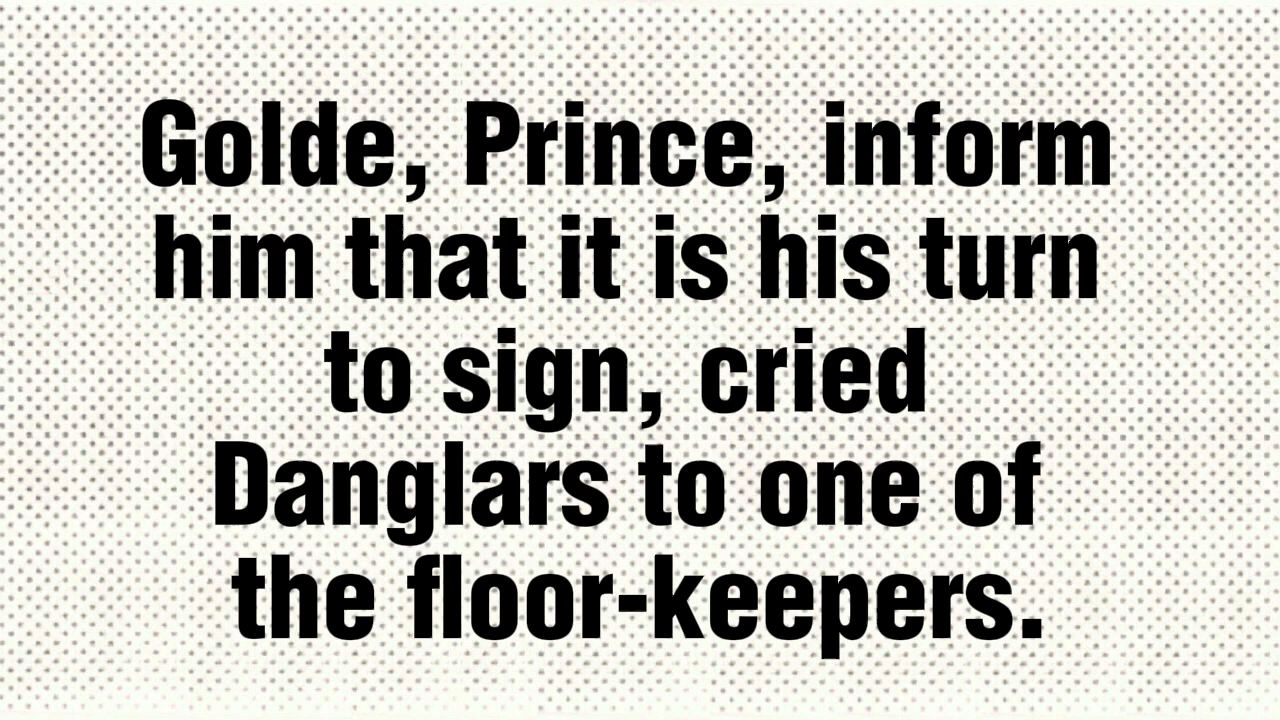 Golde, Prince, inform
him that it is his turn
to sign, cried
Danglars to one of
the floor-keepers.